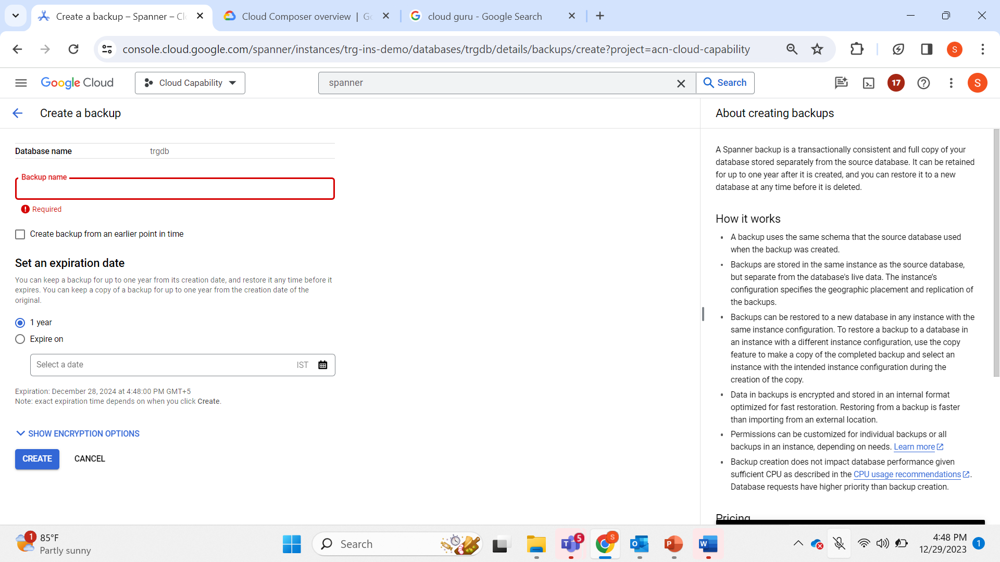 Create a backup – Spanner – Cl
Cloud Composer overview | Go
cloud guru - Google Search
console.cloud.google.com/spanner/instances/trg-ins-demo/databases/trgdb/details/backups/create?project=acn-cloud-capability
S
Google Cloud
Cloud Capability
spanner
Search
17
S
Create a backup
About creating backups
Database name trgdb
Backup name
Required
Create backup from an earlier point in time
Set an expiration date
You can keep a backup for up to one year from its creation date, and restore it any time before it
expires. You can keep a copy of a backup for up to one year from the creation date of the
original.
1 year
Expire on
Select a date IST
Expiration: December 28, 2024 at 4:48:00 PM GMT+5
Note: exact expiration time depends on when you click Create.
SHOW ENCRYPTION OPTIONS
CREATE CANCEL
A Spanner backup is a transactionally consistent and full copy of your
database stored separately from the source database. It can be retained
for up to one year after it is created, and you can restore it to a new
database at any time before it is deleted.
How it works
• A backup uses the same schema that the source database used
when the backup was created.
• Backups are stored in the same instance as the source database,
but separate from the database's live data. The instance’s
configuration specifies the geographic placement and replication of
the backups.
• Backups can be restored to a new database in any instance with the
same instance configuration. To restore a backup to a database in
an instance with a different instance configuration, use the copy
feature to make a copy of the completed backup and select an
instance with the intended instance configuration during the
creation of the copy.
• Data in backups is encrypted and stored in an internal format
optimized for fast restoration. Restoring from a backup is faster
than importing from an external location.
• Permissions can be customized for individual backups or all
backups in an instance, depending on needs. Learn more
• Backup creation does not impact database performance given
sufficient CPU as described in the CPU usage recommendations.
Database requests have higher priority than backup creation.
Pricing
1
85°F
Partly sunny
Search
T
5
S
O
P
W
4:48 PM
12/29/2023
1